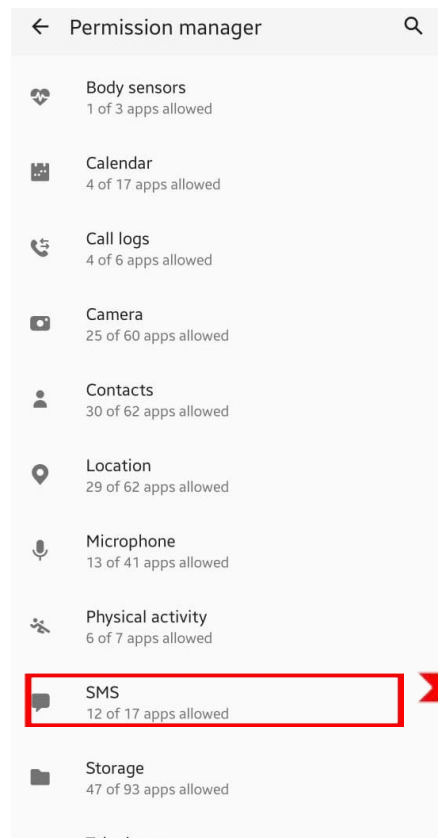 Permission manager
Body sensors
1 of 3 apps allowed
Calendar
4 of 17 apps allowed
Call logs
4 of 6 apps allowed
Camera
25 of 60 apps allowed
Contacts
30 of 62 apps allowed
Location
29 of 62 apps allowed
Microphone
13 of 41 apps allowed
Physical activity
6 of 7 apps allowed
SMS
12 of 17 apps allowed
Storage
47 of 93 apps allowed